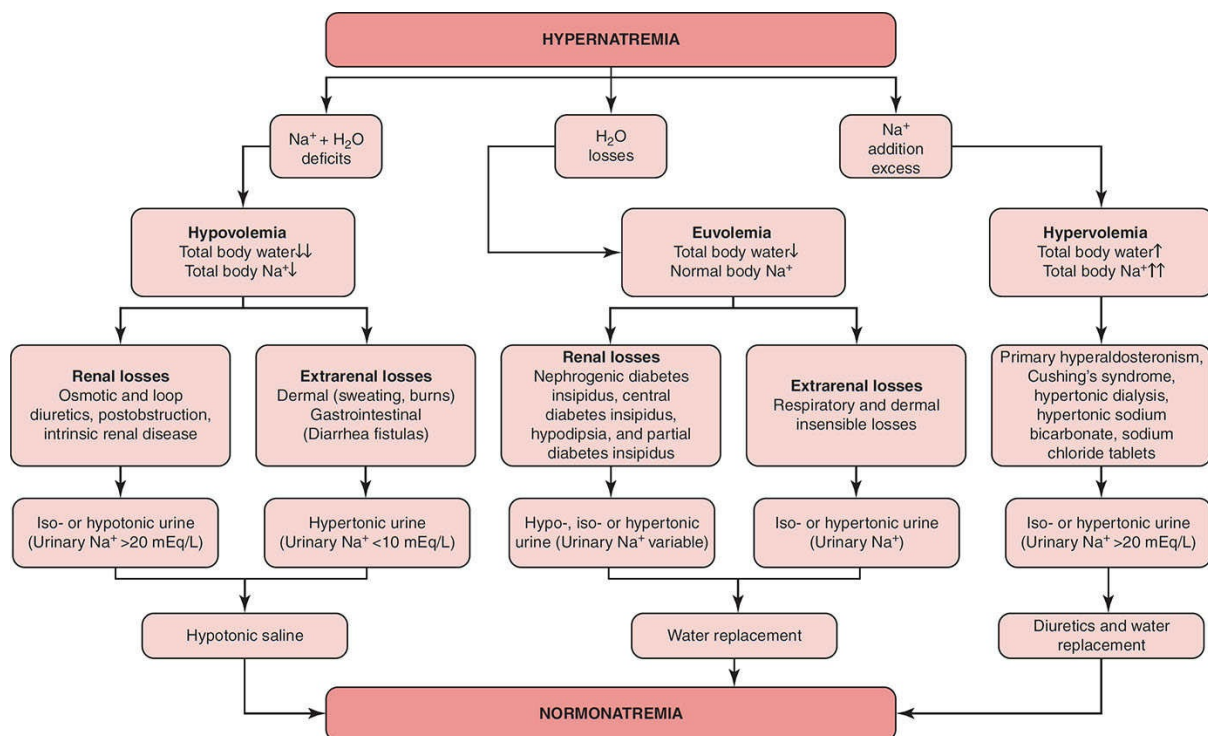 HYPERNATREMIA
Na⁺ + H₂O
deficits
H₂O
losses
Na⁺
addition
excess
Hypovolemia
Total body water↓↓
Total body Na⁺↓
Euvolemia
Total body water↓
Normal body Na⁺
Hypervolemia
Total body water↑
Total body Na⁺↑↑
Renal losses
Osmotic and loop
diuretics, postobstruction,
intrinsic renal disease
Extrarenal losses
Dermal (sweating, burns)
Gastrointestinal
(Diarrhea fistulas)
Renal losses
Nephrogenic diabetes
insipidus, central
diabetes insipidus,
hypodipsia, and partial
diabetes insipidus
Extrarenal losses
Respiratory and dermal
insensible losses
Primary hyperaldosteronism,
Cushing's syndrome,
hypertonic dialysis,
hypertonic sodium
bicarbonate, sodium
chloride tablets
Iso- or hypotonic urine
(Urinary Na⁺ >20 mEq/L)
Hypertonic urine
(Urinary Na⁺ <10 mEq/L)
Hypo-, iso- or hypertonic
urine (Urinary Na⁺ variable)
Iso- or hypertonic urine
(Urinary Na⁺)
Iso- or hypertonic urine
(Urinary Na⁺ >20 mEq/L)
Hypotonic saline
Water replacement
Diuretics and water
replacement
NORMONATREMIA